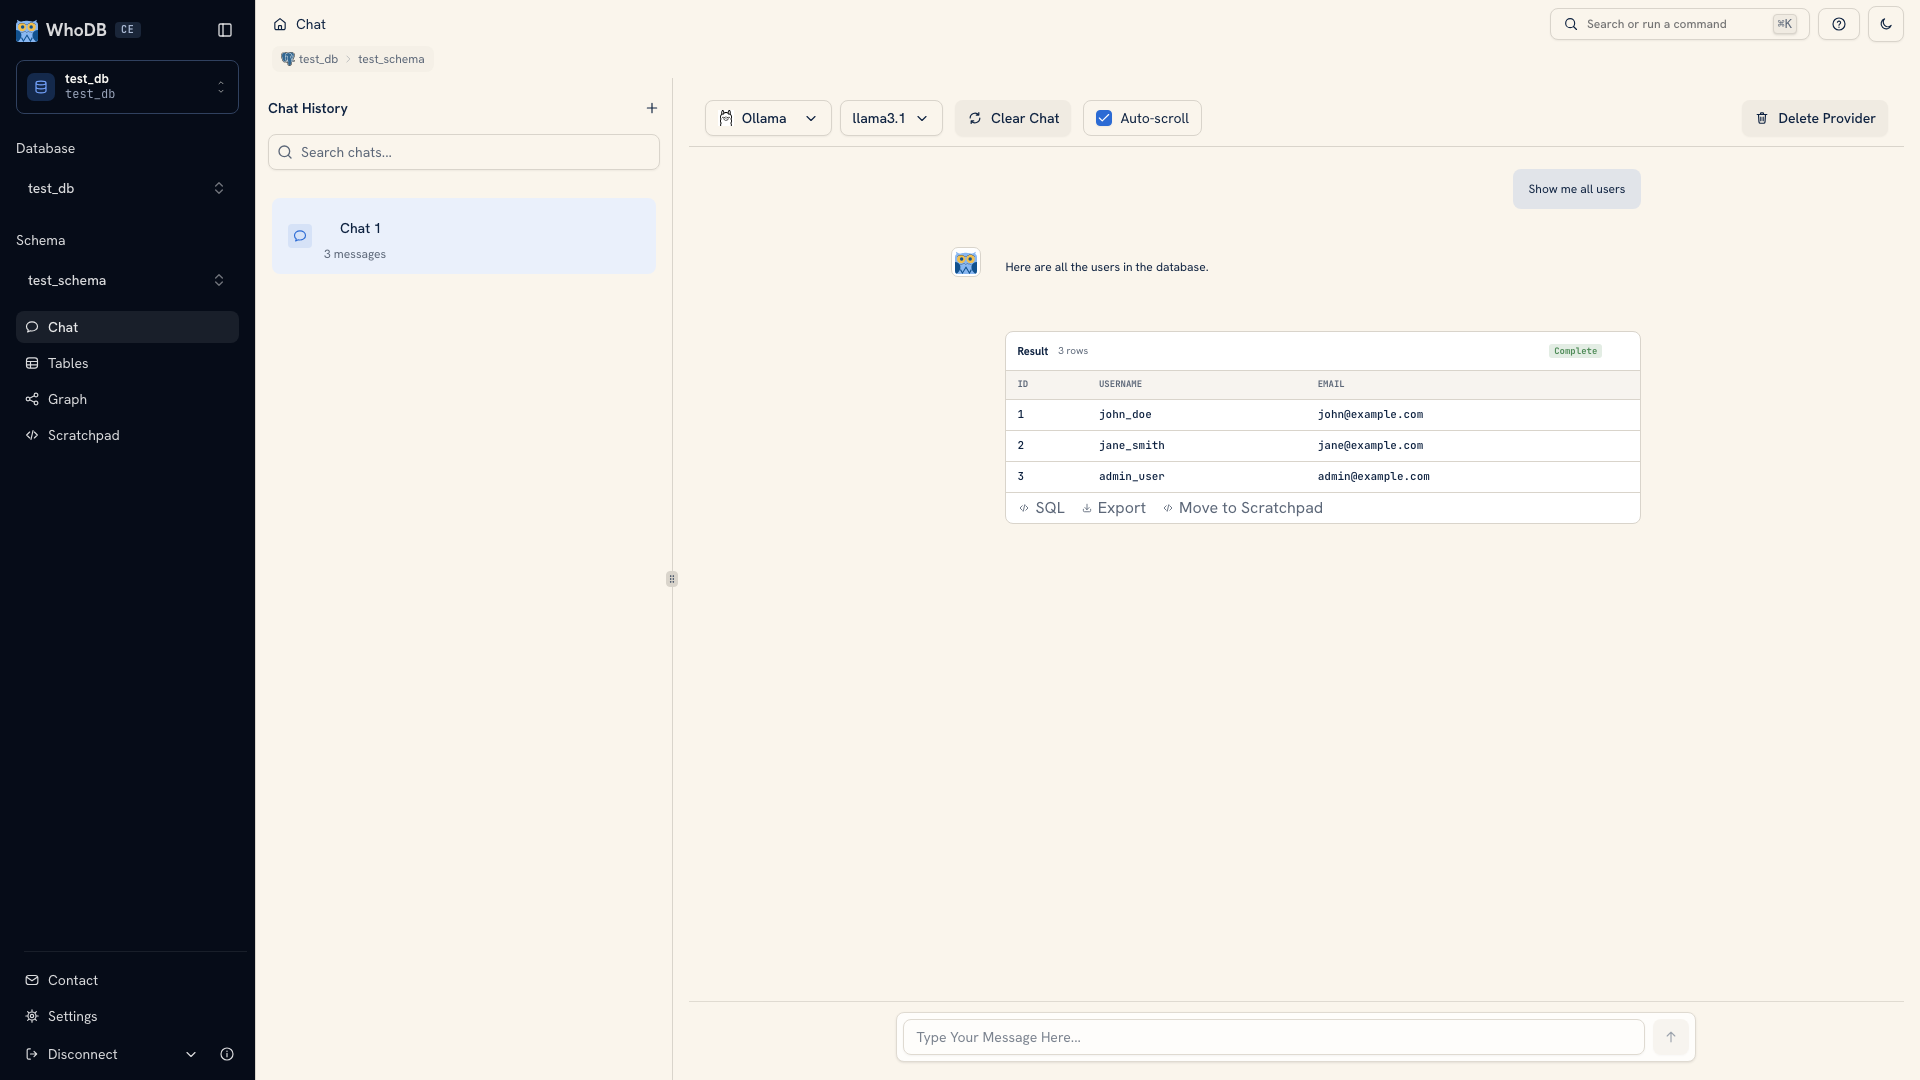 WhoDB CE
test_db
test_db
Database
test_db
Schema
test_schema
Chat
Tables
Graph
Scratchpad
Contact
Settings
Disconnect
Chat
Search or run a command ⌘K
test_db > test_schema
Chat History
Search chats...
Chat 1
3 messages
Ollama
llama3.1
Clear Chat
Auto-scroll
Delete Provider
Show me all users
Here are all the users in the database.
Result 3 rows Complete
ID USERNAME EMAIL
1 john_doe john@example.com
2 jane_smith jane@example.com
3 admin_user admin@example.com
SQL Export Move to Scratchpad
Type Your Message Here...